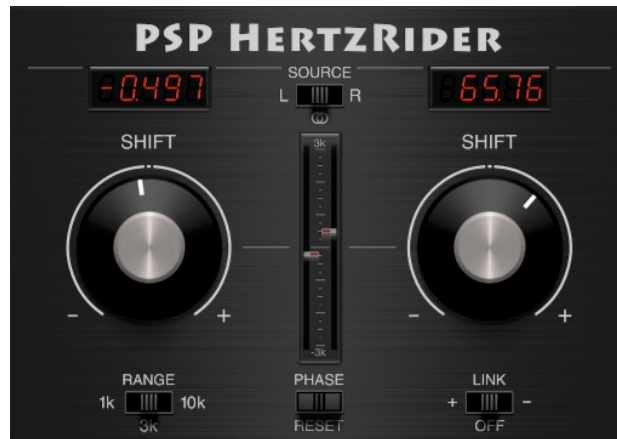 PSP HERTZRIDER
-0.497
SOURCE
65.76
L R
3k
SHIFT
SHIFT
- +
- +
-3k
RANGE
PHASE
LINK
1k 10k
+ -
3k
RESET
OFF